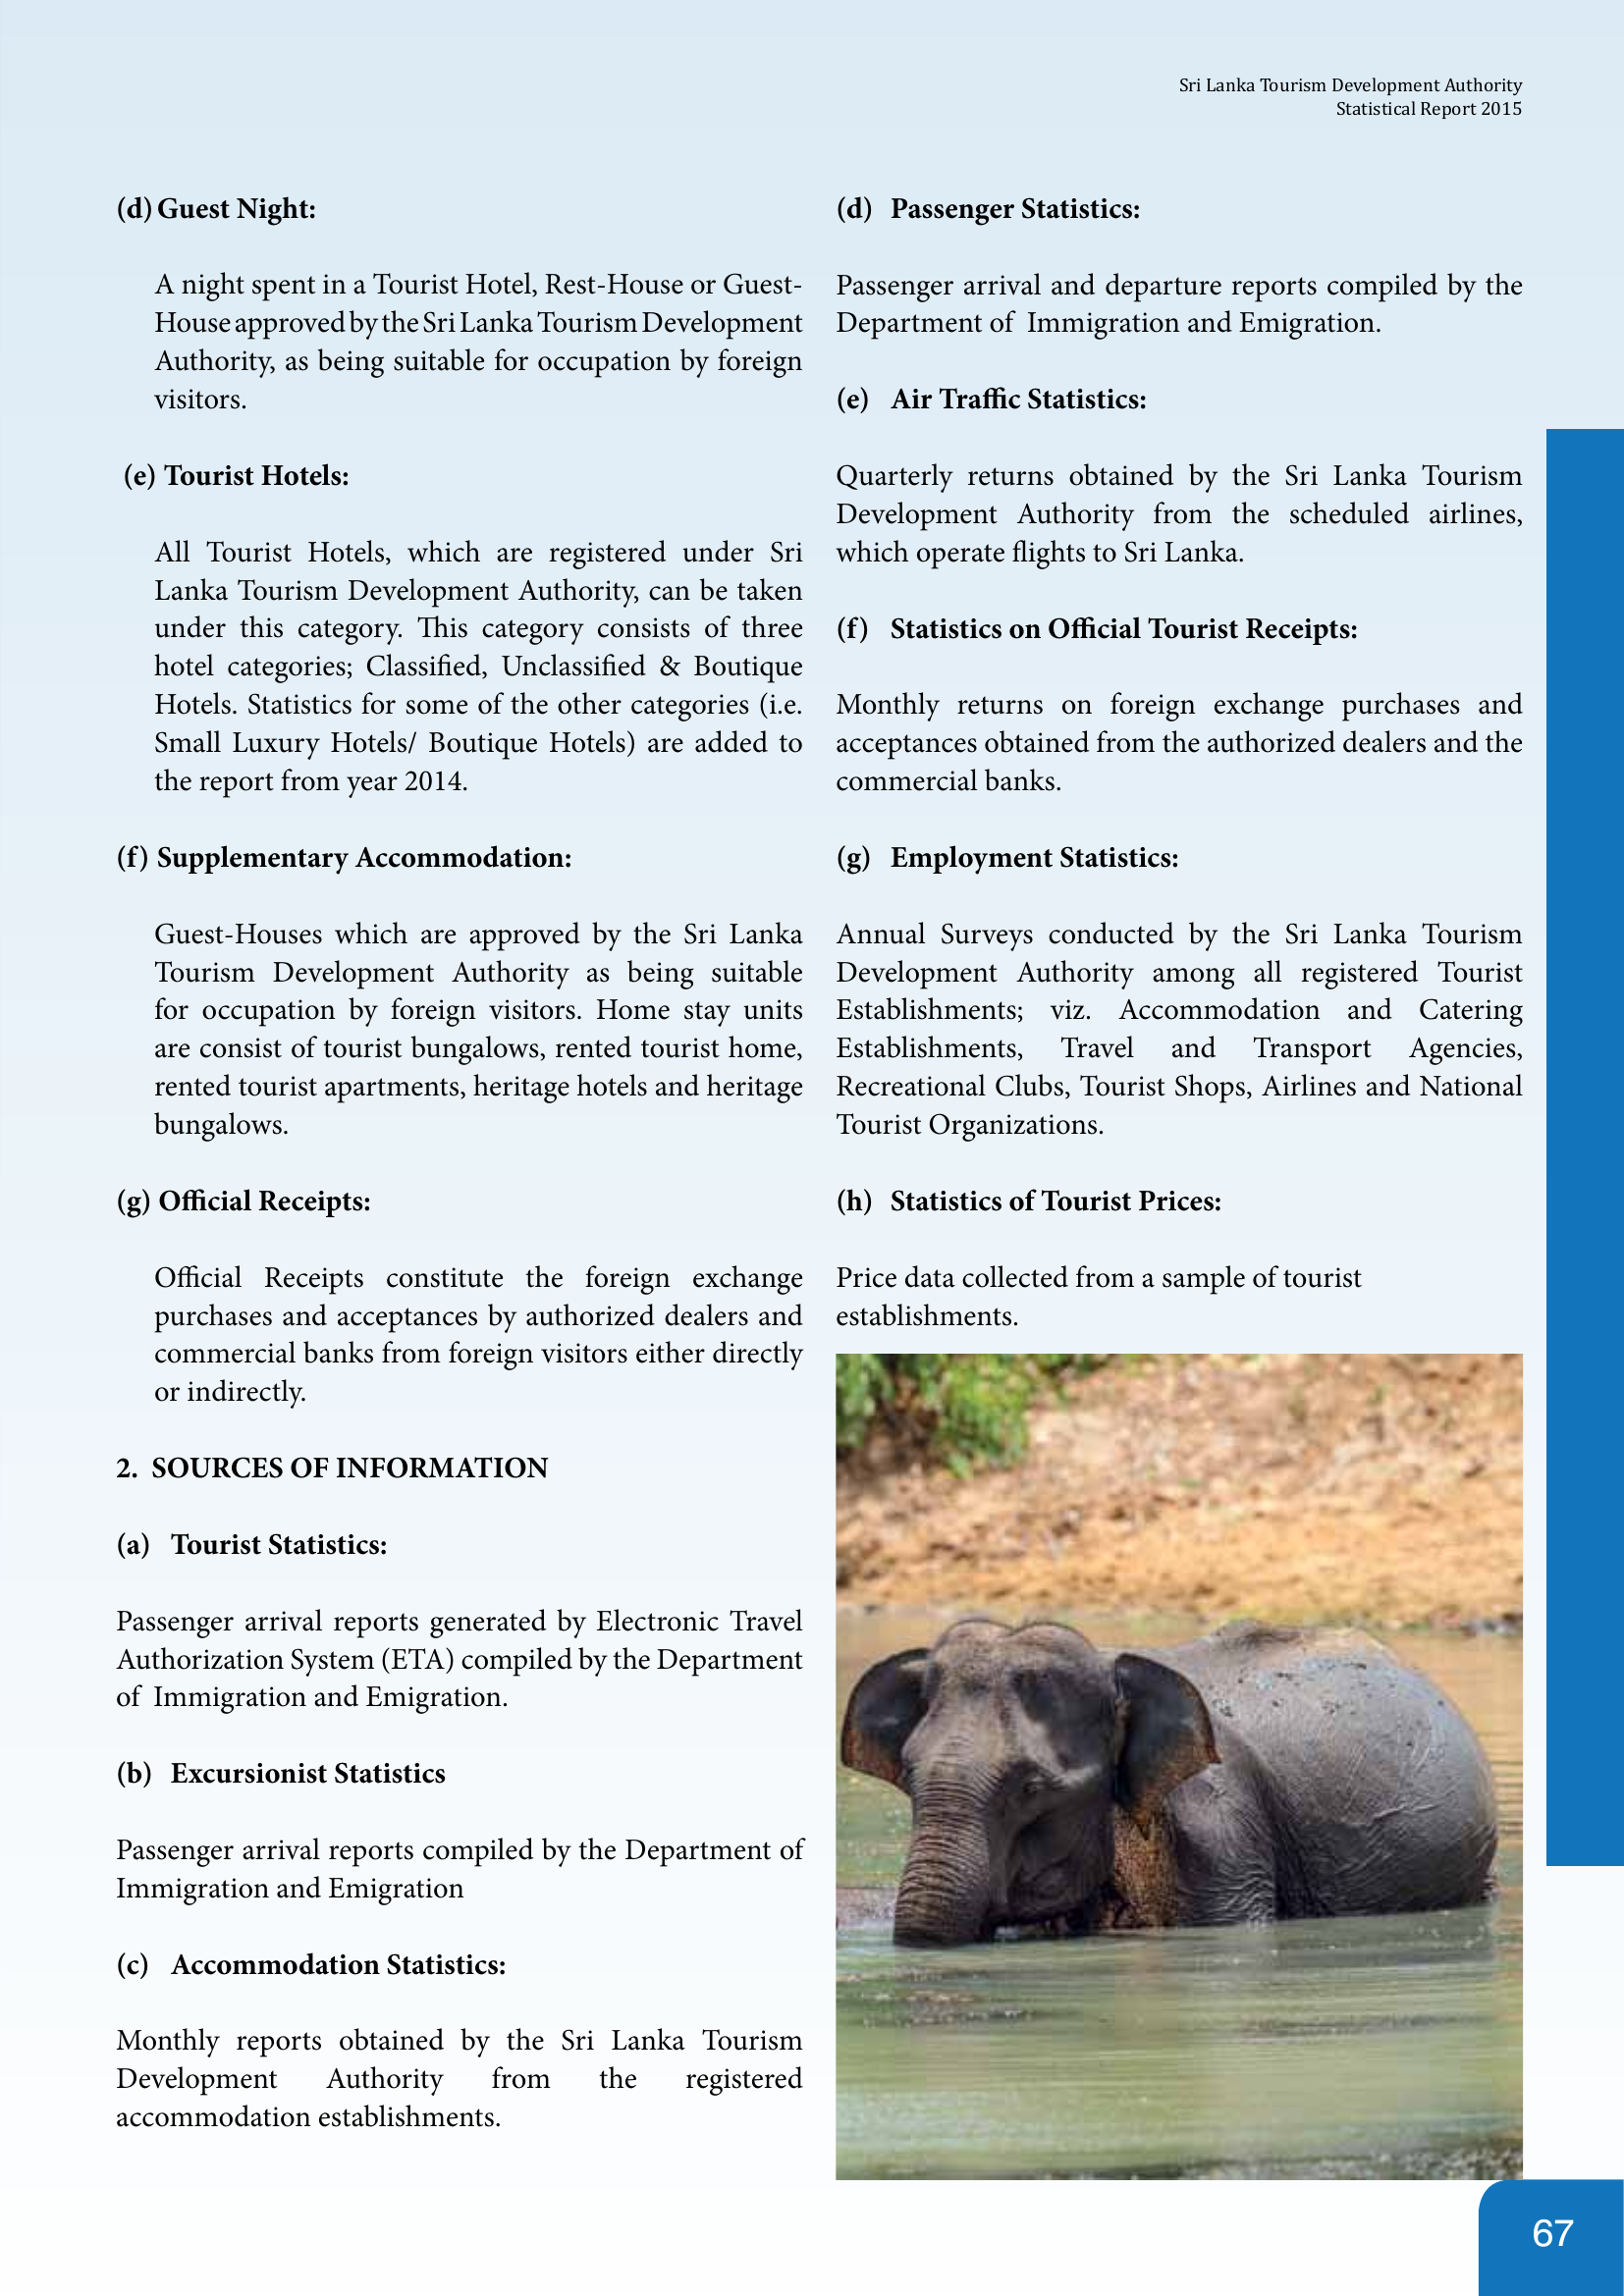 Sri Lanka Tourism Development Authority
Statistical Report 2015
(d) Guest Night:
A night spent in a Tourist Hotel, Rest-House or Guest-
House approved by the Sri Lanka Tourism Development
Authority, as being suitable for occupation by foreign
visitors.
(e) Tourist Hotels:
All Tourist Hotels, which are registered under Sri
Lanka Tourism Development Authority, can be taken
under this category. This category consists of three
hotel categories; Classified, Unclassified & Boutique
Hotels. Statistics for some of the other categories (i.e.
Small Luxury Hotels/ Boutique Hotels) are added to
the report from year 2014.
(f) Supplementary Accommodation:
Guest-Houses which are approved by the Sri Lanka
Tourism Development Authority as being suitable
for occupation by foreign visitors. Home stay units
are consist of tourist bungalows, rented tourist home,
rented tourist apartments, heritage hotels and heritage
bungalows.
(g) Official Receipts:
Official Receipts constitute the foreign exchange
purchases and acceptances by authorized dealers and
commercial banks from foreign visitors either directly
or indirectly.
2. SOURCES OF INFORMATION
(a) Tourist Statistics:
Passenger arrival reports generated by Electronic Travel
Authorization System (ETA) compiled by the Department
of Immigration and Emigration.
(b) Excursionist Statistics
Passenger arrival reports compiled by the Department of
Immigration and Emigration
(c) Accommodation Statistics:
Monthly reports obtained by the Sri Lanka Tourism
Development Authority from the registered
accommodation establishments.
(d) Passenger Statistics:
Passenger arrival and departure reports compiled by the
Department of Immigration and Emigration.
(e) Air Traffic Statistics:
Quarterly returns obtained by the Sri Lanka Tourism
Development Authority from the scheduled airlines,
which operate flights to Sri Lanka.
(f) Statistics on Official Tourist Receipts:
Monthly returns on foreign exchange purchases and
acceptances obtained from the authorized dealers and the
commercial banks.
(g) Employment Statistics:
Annual Surveys conducted by the Sri Lanka Tourism
Development Authority among all registered Tourist
Establishments; viz. Accommodation and Catering
Establishments, Travel and Transport Agencies,
Recreational Clubs, Tourist Shops, Airlines and National
Tourist Organizations.
(h) Statistics of Tourist Prices:
Price data collected from a sample of tourist
establishments.
67